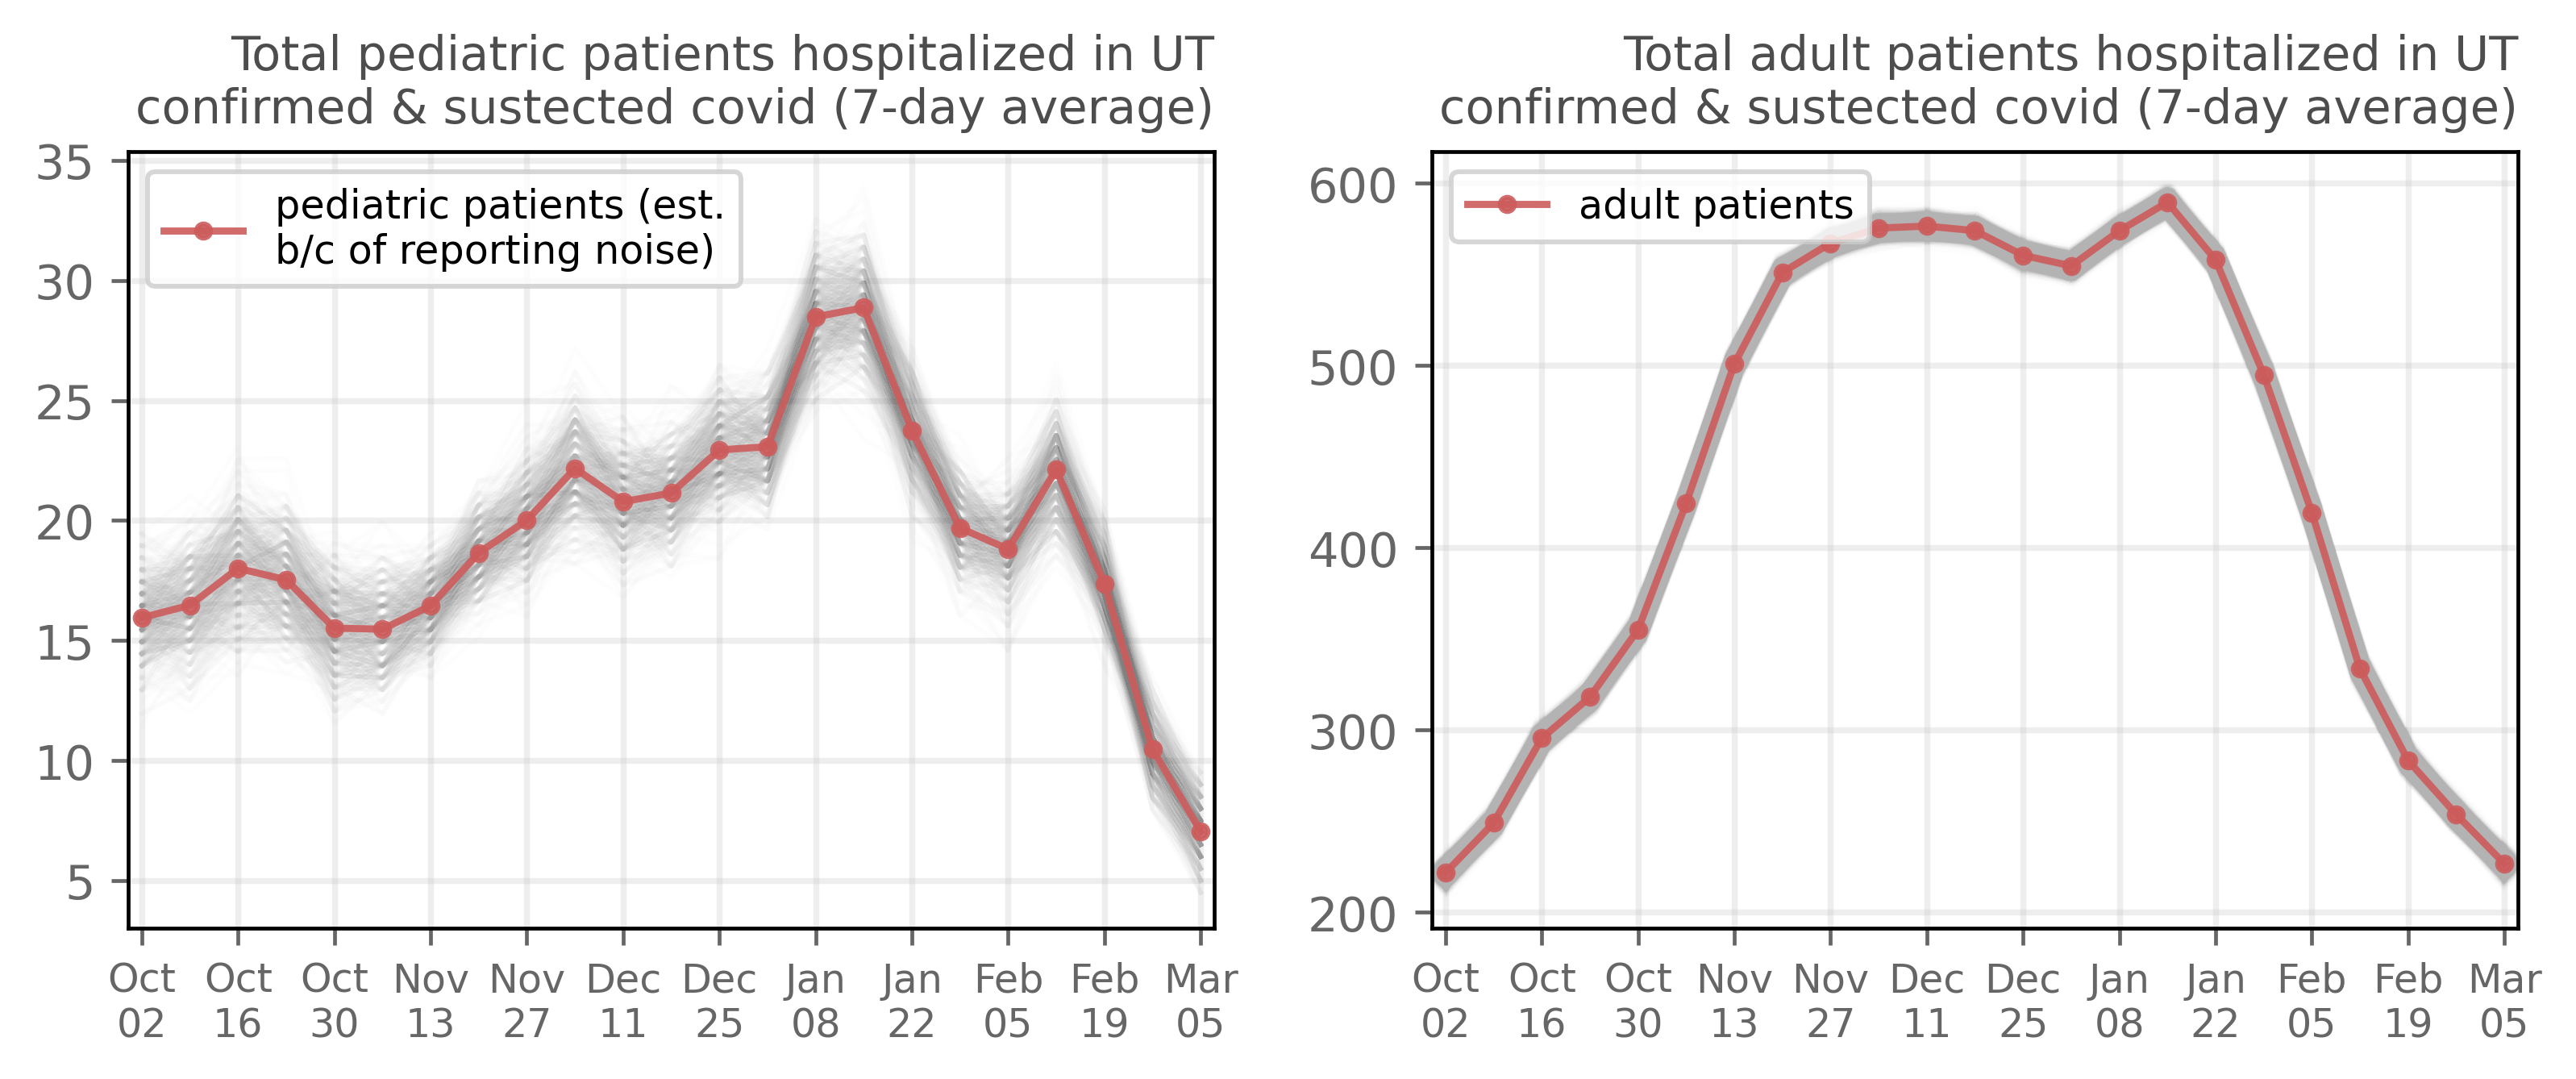 Total pediatric patients hospitalized in UT
confirmed & sustected covid (7-day average)
35
30
25
20
15
10
5
pediatric patients (est.
b/c of reporting noise)
Oct Oct Oct Nov Nov Dec Dec Jan Jan Feb Feb Mar
02 16 30 13 27 11 25 08 22 05 19 05
Total adult patients hospitalized in UT
confirmed & sustected covid (7-day average)
600
500
400
300
200
adult patients
Oct Oct Oct Nov Nov Dec Dec Jan Jan Feb Feb Mar
02 16 30 13 27 11 25 08 22 05 19 05